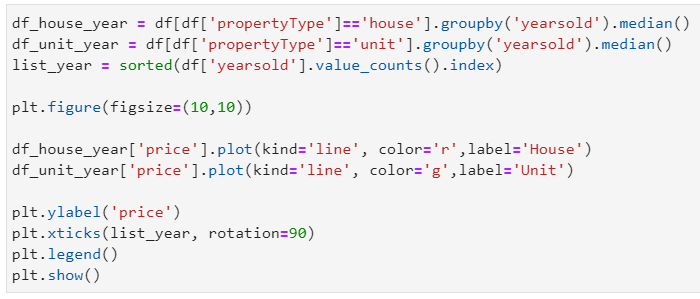 df_house_year = df[df['propertyType']=='house'].groupby('yearsold').median()
df_unit_year = df[df['propertyType']=='unit'].groupby('yearsold').median()
list_year = sorted(df['yearsold'].value_counts().index)
plt.figure(figsize=(10,10))
df_house_year['price'].plot(kind='line', color='r',label='House')
df_unit_year['price'].plot(kind='line', color='g',label='Unit')
plt.ylabel('price')
plt.xticks(list_year, rotation=90)
plt.legend()
plt.show()